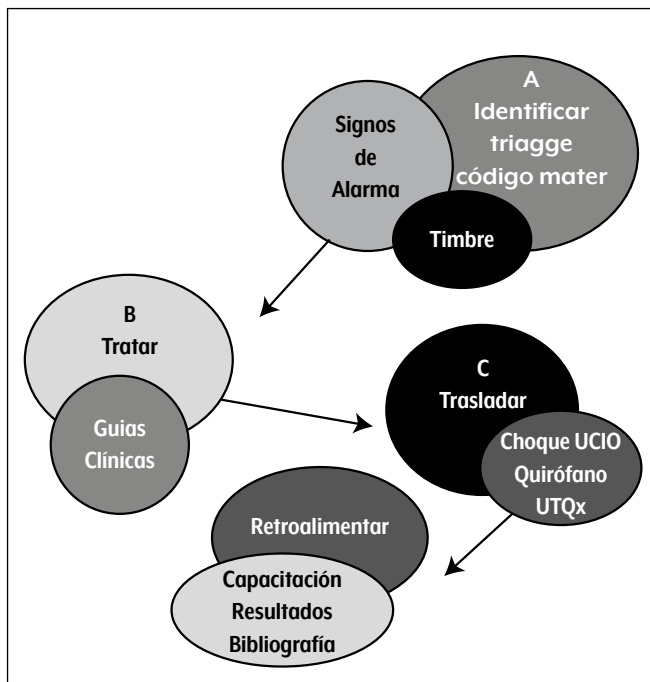 A
Identificar
triagge
código mater
Signos
de
Alarma
Timbre
B
Tratar
Guias
Clínicas
C
Trasladar
Choque UCIO
Quirófano
UTQx
Retroalimentar
Capacitación
Resultados
Bibliografía